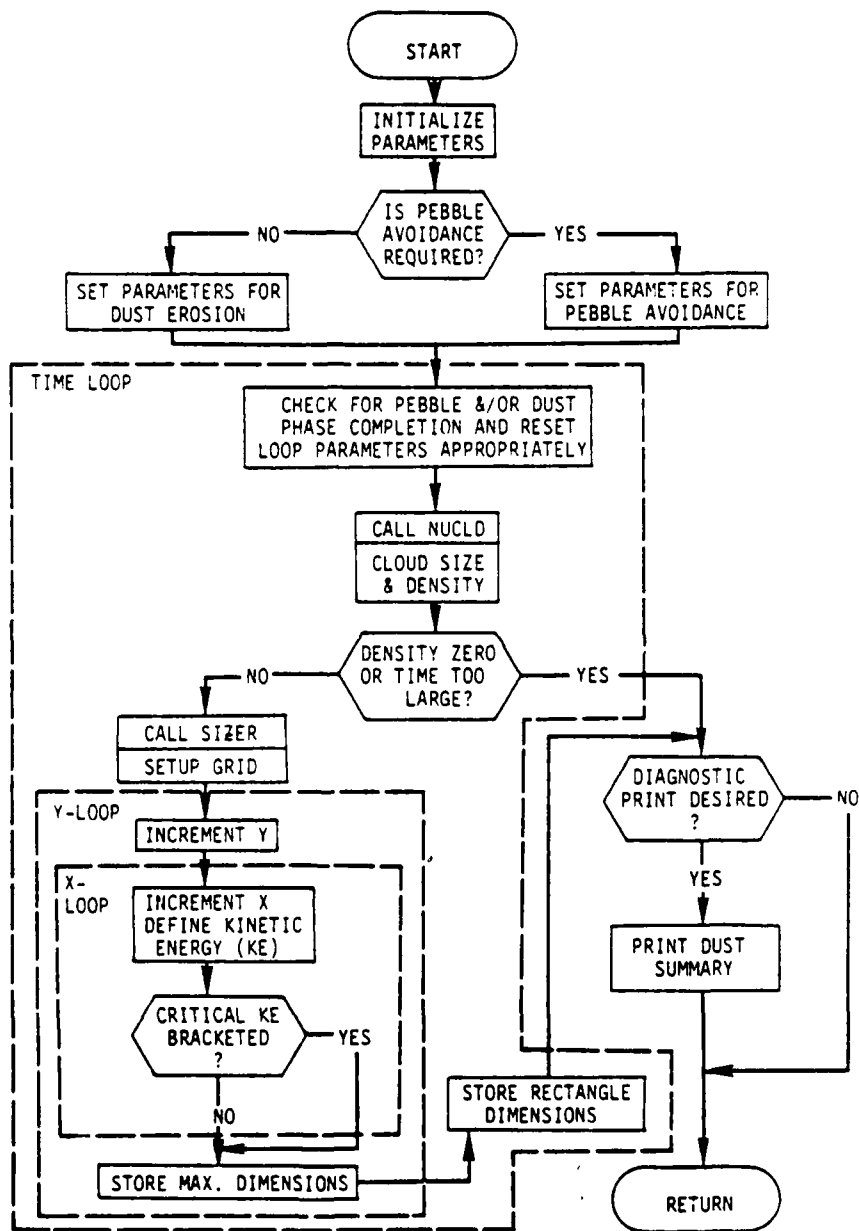 START
INITIALIZE
PARAMETERS
IS PEBBLE
AVOIDANCE
REQUIRED?
NO
YES
SET PARAMETERS FOR
DUST EROSION
SET PARAMETERS FOR
PEBBLE AVOIDANCE
TIME LOOP
CHECK FOR PEBBLE &/OR DUST
PHASE COMPLETION AND RESET
LOOP PARAMETERS APPROPRIATELY
CALL NUCLD
CLOUD SIZE
& DENSITY
DENSITY ZERO
OR TIME TOO
LARGE?
NO
YES
CALL SIZER
SETUP GRID
Y-LOOP
INCREMENT Y
X-
LOOP
INCREMENT X
DEFINE KINETIC
ENERGY (KE)
CRITICAL KE
BRACKETED
?
YES
NO
STORE MAX. DIMENSIONS
STORE RECTANGLE
DIMENSIONS
DIAGNOSTIC
PRINT DESIRED
?
NO
YES
PRINT DUST
SUMMARY
RETURN